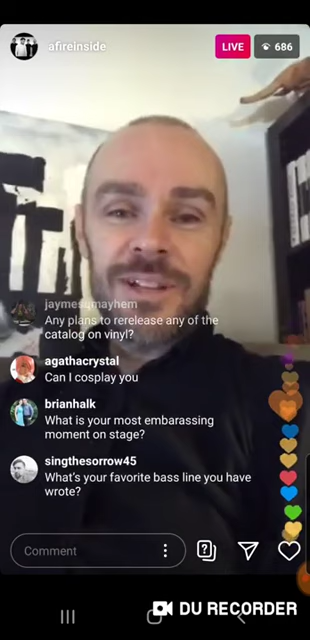 afireinside
LIVE
686
jaymes_mayhem
Any plans to rerelease any of the
catalog on vinyl?
agathacrystal
Can I cosplay you
brianhalk
What is your most embarassing
moment on stage?
singthesorrow45
What's your favorite bass line you have
wrote?
Comment
DU RECORDER